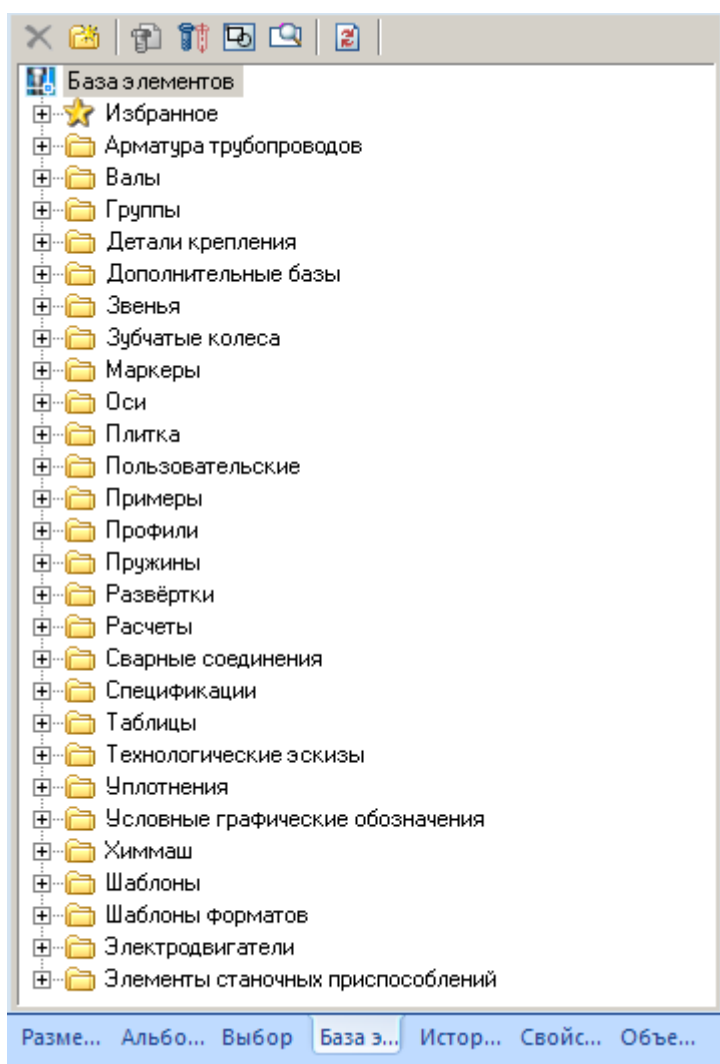 База элементов
Избранное
Арматура трубопроводов
Валы
Группы
Детали крепления
Дополнительные базы
Звенья
Зубчатые колеса
Маркеры
Оси
Плитка
Пользовательские
Примеры
Профили
Пружины
Развёртки
Расчеты
Сварные соединения
Спецификации
Таблицы
Технологические эскизы
Уплотнения
Условные графические обозначения
Химмаш
Шаблоны
Шаблоны форматов
Электродвигатели
Элементы станочных приспособлений
Разме... Альбо... Выбор База э... Истор... Свойс... Объе...